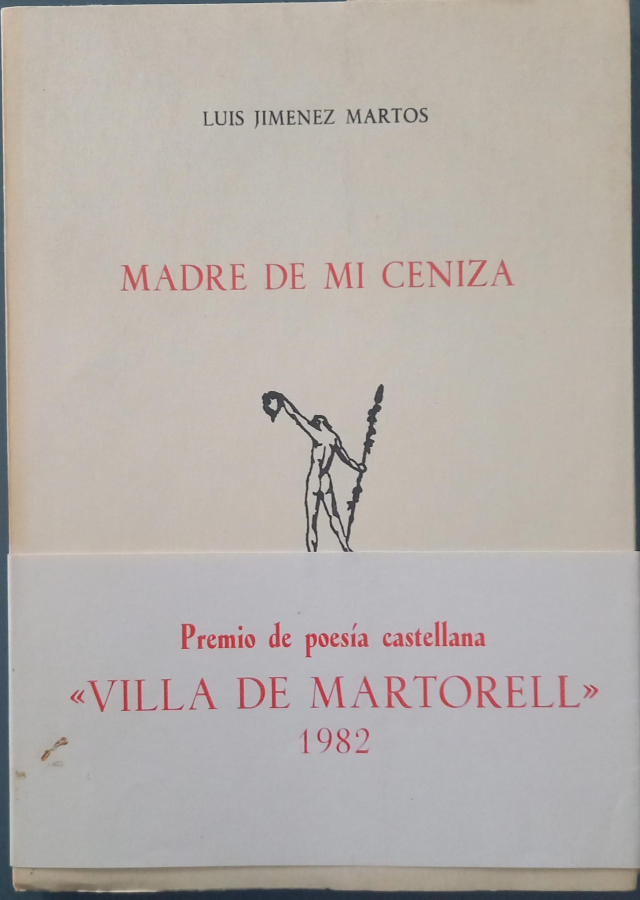 LUIS JIMENEZ MARTOS
MADRE DE MI CENIZA
Premio de poesía castellana
«VILLA DE MARTORELL»
1982